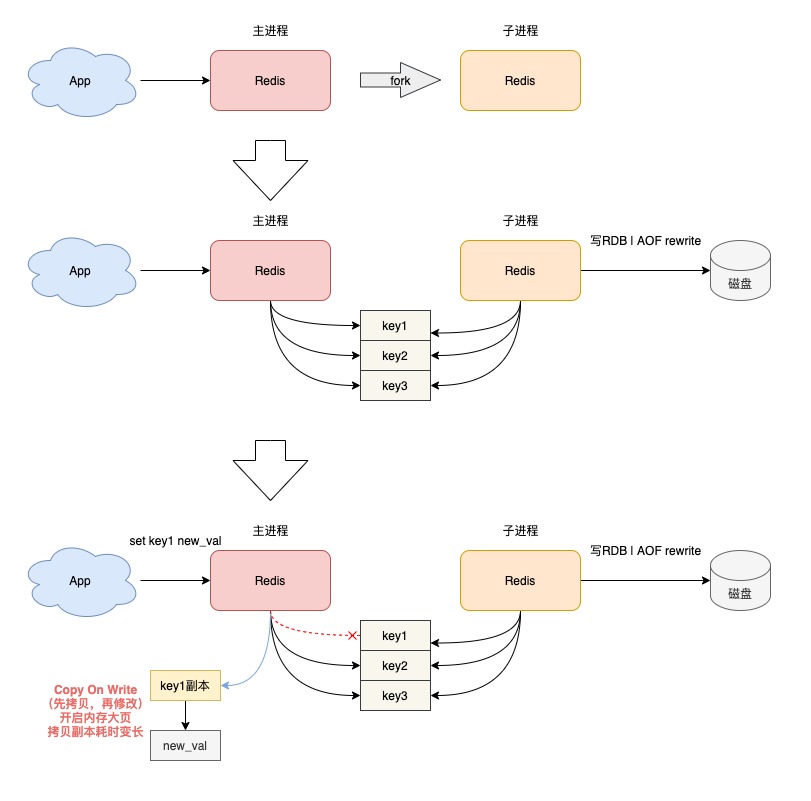 主进程
子进程
App
Redis
fork
Redis
主进程
子进程
App
Redis
Redis
写RDB | AOF rewrite
磁盘
key1
key2
key3
主进程
子进程
set key1 new_val
App
Redis
Redis
写RDB | AOF rewrite
磁盘
key1
key2
key3
key1副本
Copy On Write
（先拷贝，再修改）
开启内存大页
拷贝副本耗时变长
new_val